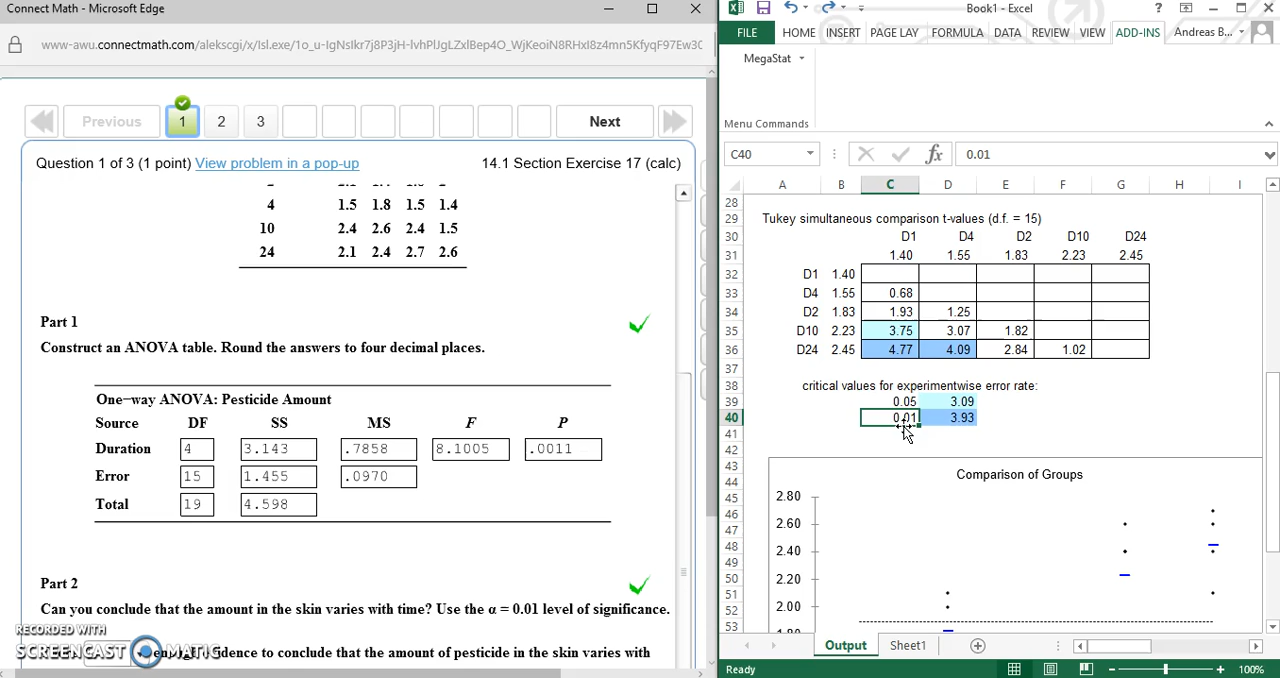 Connect Math - Microsoft Edge
www-awu.connectmath.com/alekscgi/x/lsl.exe/1o_u-IgNslkr7j8P3jH-lvhPlJgLZxlBep4O_WjKeoiN8RHxI8z4mn5KfyqF97Ew3C
Previous 1 2 3 Next
Question 1 of 3 (1 point) View problem in a pop-up 14.1 Section Exercise 17 (calc)
4 1.5 1.8 1.5 1.4
10 2.4 2.6 2.4 1.5
24 2.1 2.4 2.7 2.6
Part 1
Construct an ANOVA table. Round the answers to four decimal places.
One−way ANOVA: Pesticide Amount
Source DF SS MS F P
Duration 4 3.143 .7858 8.1005 .0011
Error 15 1.455 .0970
Total 19 4.598
Part 2
Can you conclude that the amount in the skin varies with time? Use the α = 0.01 level of significance.
RECORDED WITH
SCREENCAST MATIC
idence to conclude that the amount of pesticide in the skin varies with
Book1 - Excel
FILE HOME INSERT PAGE LAY FORMULA DATA REVIEW VIEW ADD-INS Andreas B...
MegaStat
Menu Commands
C40 fx 0.01
A B C D E F G H I
28
29 Tukey simultaneous comparison t-values (d.f. = 15)
30 D1 D4 D2 D10 D24
31 1.40 1.55 1.83 2.23 2.45
32 D1 1.40
33 D4 1.55 0.68
34 D2 1.83 1.93 1.25
35 D10 2.23 3.75 3.07 1.82
36 D24 2.45 4.77 4.09 2.84 1.02
37
38 critical values for experimentwise error rate:
39 0.05 3.09
40 0.01 3.93
41
42
43 Comparison of Groups
44 2.80
45
46 2.60
47
48 2.40
49
50 2.20
51
52 2.00
53
Output Sheet1
Ready 100%